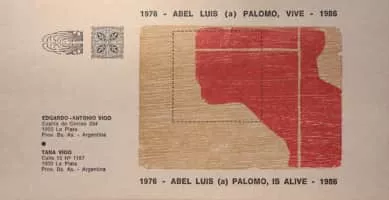 1976 - ABEL LUIS (a) PALOMO, VIVE - 1986
EDGARDO-ANTONIO VIGO
Casilla de Correo 264
1900 La Plata
Prov. Bs. As. - Argentina
TANA VIGO
Calle 15 Nº 1187
1900 La Plata
Prov. Bs. As. - Argentina
1976 - ABEL LUIS (a) PALOMO, IS ALIVE - 1986